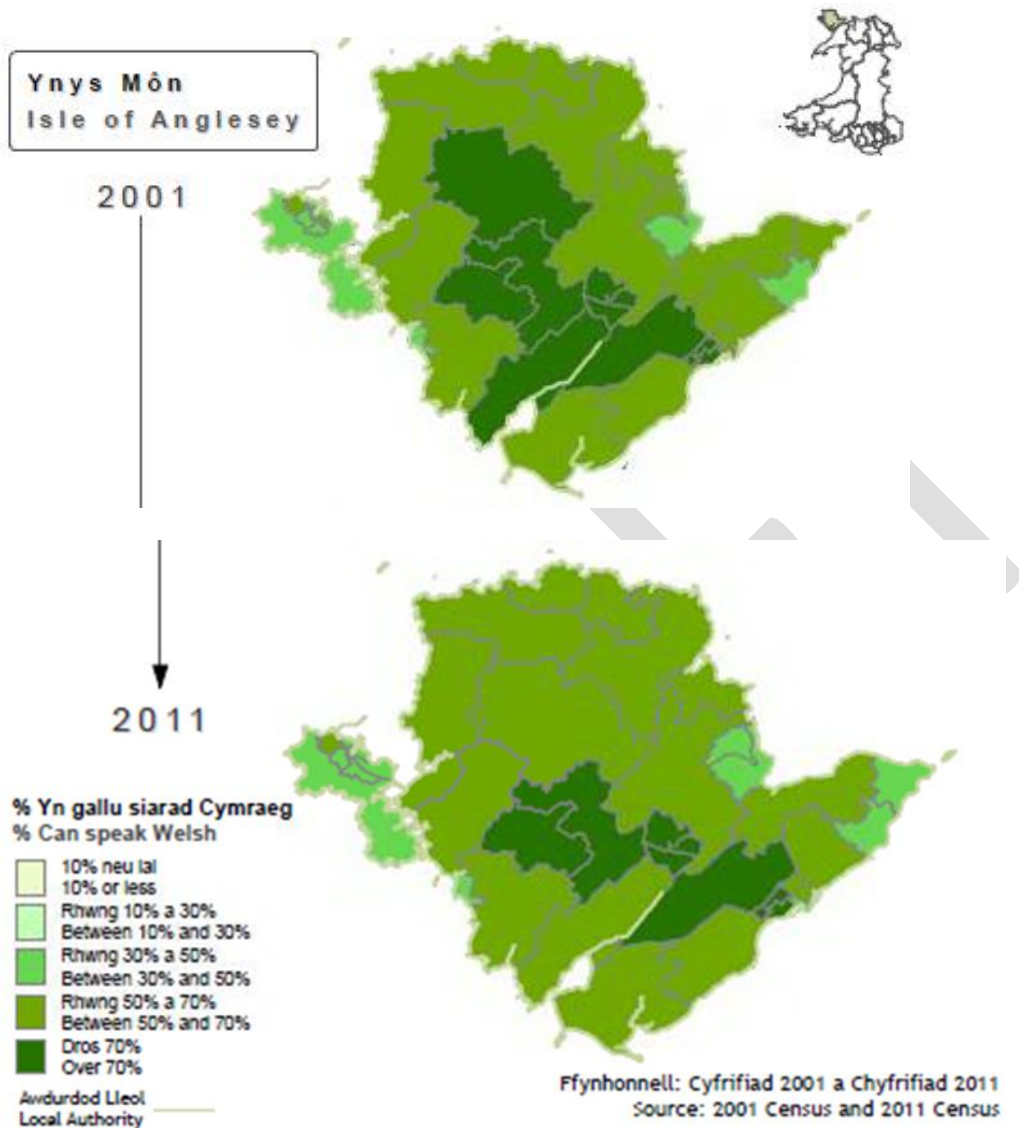 Ynys Môn
Isle of Anglesey
2001
2011
% Yn gallu siarad Cymraeg
% Can speak Welsh
10% neu lai
10% or less
Rhwng 10% a 30%
Between 10% and 30%
Rhwng 30% a 50%
Between 30% and 50%
Rhwng 50% a 70%
Between 50% and 70%
Dros 70%
Over 70%
Awdurdod Lleol
Local Authority
Ffynhonnell: Cyfrifiad 2001 a Chyfrifiad 2011
Source: 2001 Census and 2011 Census